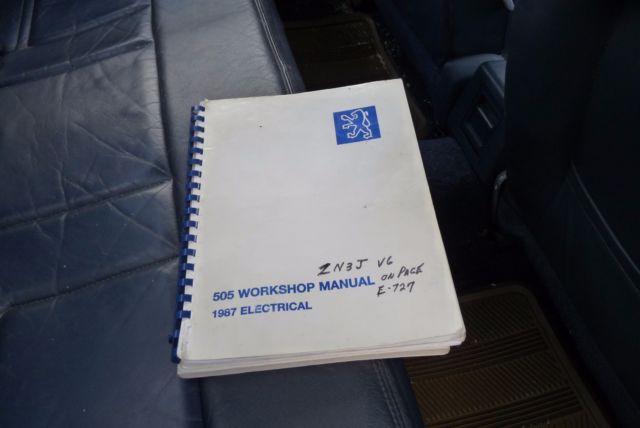 ZN3J V6
ON PAGE
E-727
505 WORKSHOP MANUAL
1987 ELECTRICAL